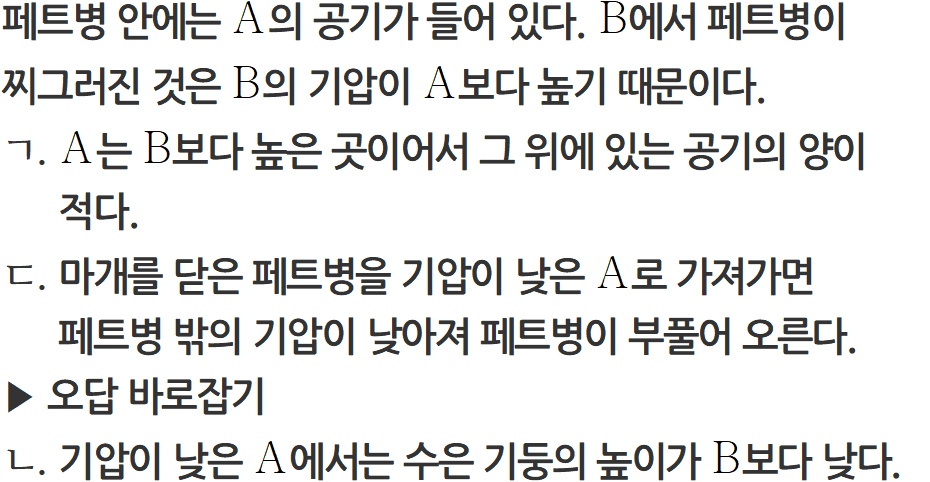 페트병 안에는 A의 공기가 들어 있다. B에서 페트병이
찌그러진 것은 B의 기압이 A보다 높기 때문이다.
ㄱ. A는 B보다 높은 곳이어서 그 위에 있는 공기의 양이
적다.
ㄷ. 마개를 닫은 페트병을 기압이 낮은 A로 가져가면
페트병 밖의 기압이 낮아져 페트병이 부풀어 오른다.
▶ 오답 바로잡기
ㄴ. 기압이 낮은 A에서는 수은 기둥의 높이가 B보다 낮다.